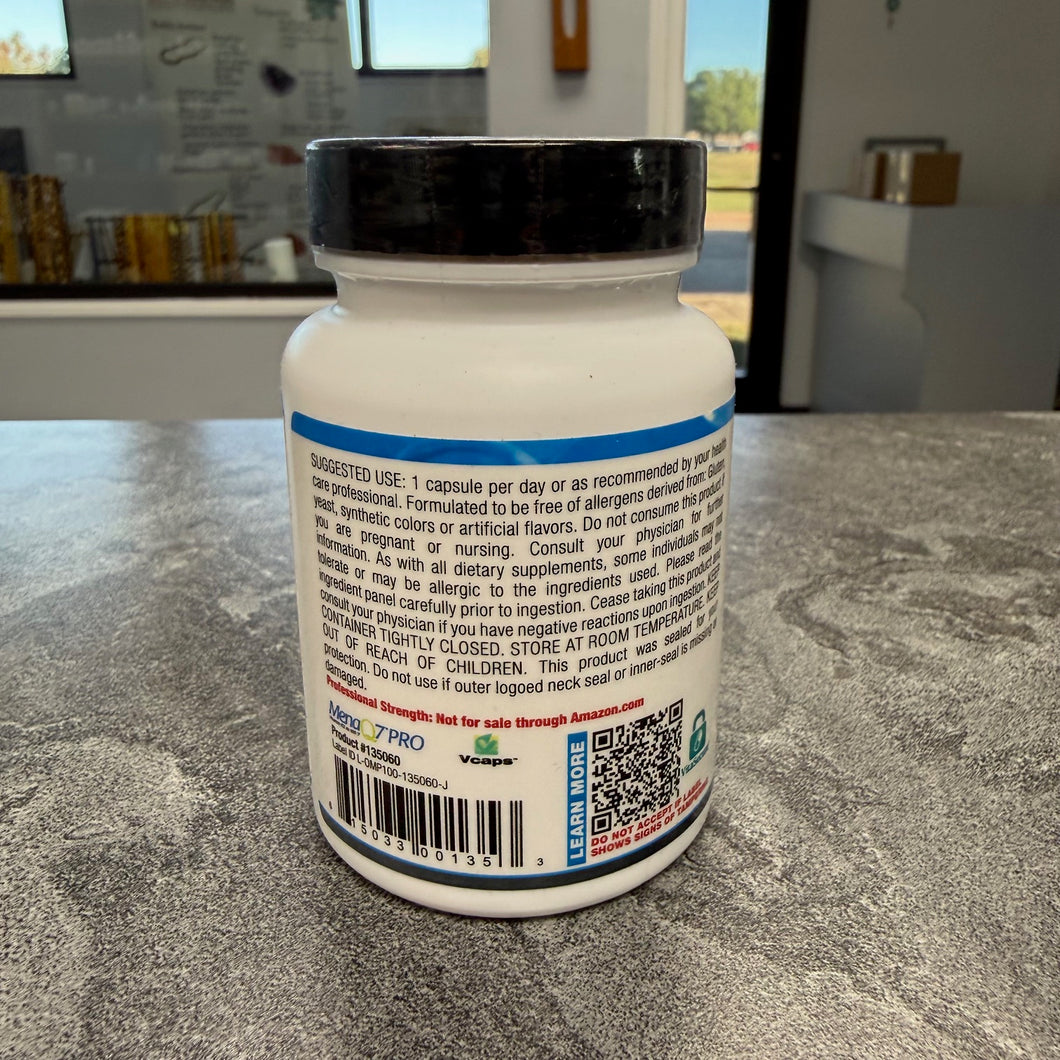 SUGGESTED USE: 1 capsule per day or as recommended by your health
care professional. Formulated to be free of allergens derived from: Gluten,
yeast, synthetic colors or artificial flavors. Do not consume this product if
you are pregnant or nursing. Consult your physician for further
information. As with all dietary supplements, some individuals may not
tolerate or may be allergic to the ingredients used. Please read the
ingredient panel carefully prior to ingestion. Cease taking this product and
consult your physician if you have negative reactions upon ingestion. KEEP
CONTAINER TIGHTLY CLOSED. STORE AT ROOM TEMPERATURE. KEEP
OUT OF REACH OF CHILDREN. This product was sealed for your
protection. Do not use if outer logoed neck seal or inner-seal is missing or
damaged.
Professional Strength: Not for sale through Amazon.com
MenaQ7 PRO
Product #135060
Label ID L-OMP100-135060-J
Vcaps™
LEARN MORE
DO NOT ACCEPT IF LABEL
SHOWS SIGNS OF TAMPERING
6 15033 00135 3